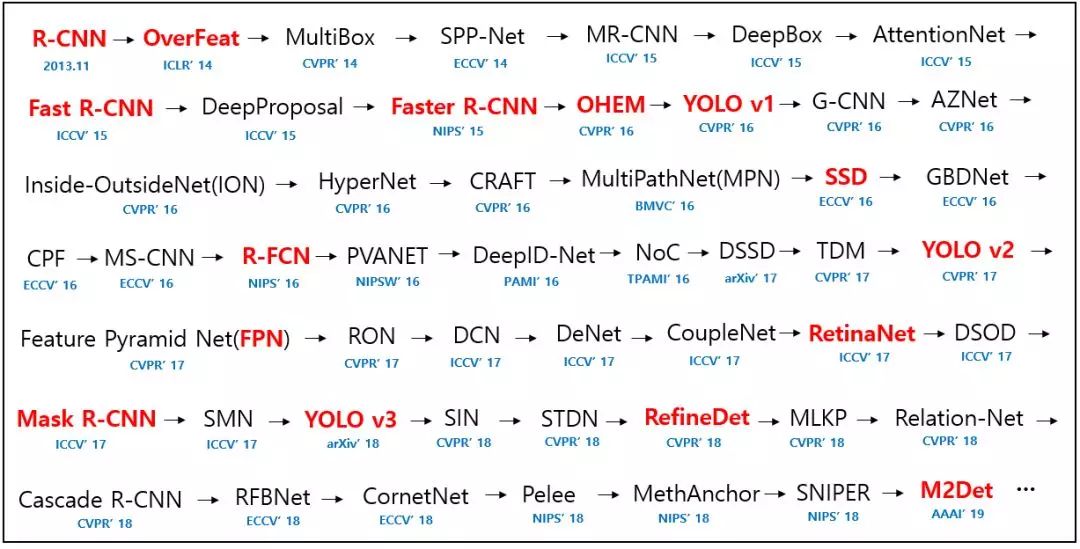 R-CNN → OverFeat → MultiBox → SPP-Net → MR-CNN → DeepBox → AttentionNet →
2013.11 ICLR' 14 CVPR' 14 ECCV' 14 ICCV' 15 ICCV' 15 ICCV' 15
Fast R-CNN → DeepProposal → Faster R-CNN → OHEM → YOLO v1 → G-CNN → AZNet →
ICCV' 15 ICCV' 15 NIPS' 15 CVPR' 16 CVPR' 16 CVPR' 16 CVPR' 16
Inside-OutsideNet(ION) → HyperNet → CRAFT → MultiPathNet(MPN) → SSD → GBDNet →
CVPR' 16 CVPR' 16 CVPR' 16 BMVC' 16 ECCV' 16 ECCV' 16
CPF → MS-CNN → R-FCN → PVANET → DeepID-Net → NoC → DSSD → TDM → YOLO v2 →
ECCV' 16 ECCV' 16 NIPS' 16 NIPSW' 16 PAMI' 16 TPAMI' 16 arXiv' 17 CVPR' 17 CVPR' 17
Feature Pyramid Net(FPN) → RON → DCN → DeNet → CoupleNet → RetinaNet → DSOD →
CVPR' 17 CVPR' 17 ICCV' 17 ICCV' 17 ICCV' 17 ICCV' 17 ICCV' 17
Mask R-CNN → SMN → YOLO v3 → SIN → STDN → RefineDet → MLKP → Relation-Net →
ICCV' 17 ICCV' 17 arXiv' 18 CVPR' 18 CVPR' 18 CVPR' 18 CVPR' 18 CVPR' 18
Cascade R-CNN → RFBNet → CornetNet → Pelee → MethAnchor → SNIPER → M2Det ···
CVPR' 18 ECCV' 18 ECCV' 18 NIPS' 18 NIPS' 18 NIPS' 18 AAAI' 19